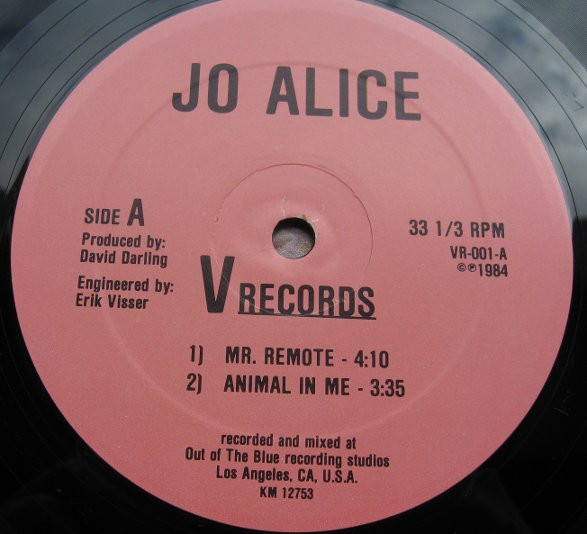 JO ALICE
SIDE A
Produced by:
David Darling
Engineered by:
Erik Visser
33 1/3 RPM
VR-001-A
©℗1984
V RECORDS
1) MR. REMOTE - 4:10
2) ANIMAL IN ME - 3:35
recorded and mixed at
Out of The Blue recording studios
Los Angeles, CA, U.S.A.
KM 12753